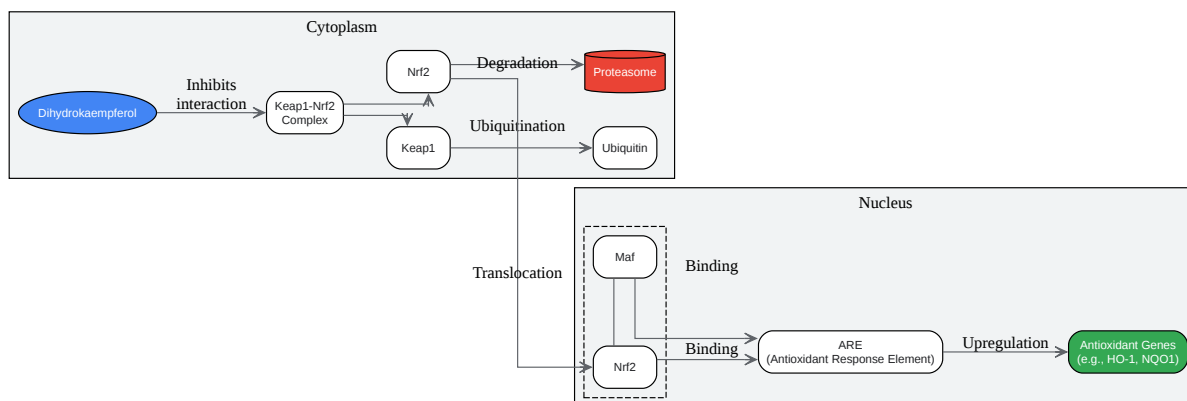 Cytoplasm
Dihydrokaempferol
Inhibits
interaction
Keap1-Nrf2
Complex
Nrf2
Degradation
Proteasome
Keap1
Ubiquitination
Ubiquitin
Translocation
Nucleus
Maf
Binding
Nrf2
Binding
ARE
(Antioxidant Response Element)
Upregulation
Antioxidant Genes
(e.g., HO-1, NQO1)